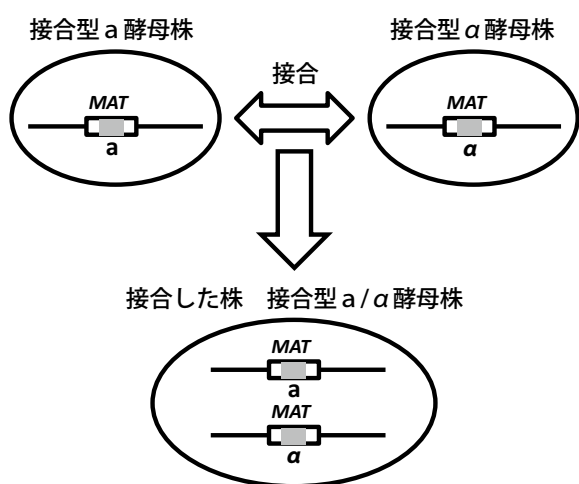 接合型 a 酵母株
接合型 α 酵母株
接合
MAT
a
MAT
α
接合した株　接合型 a / α 酵母株
MAT
a
MAT
α